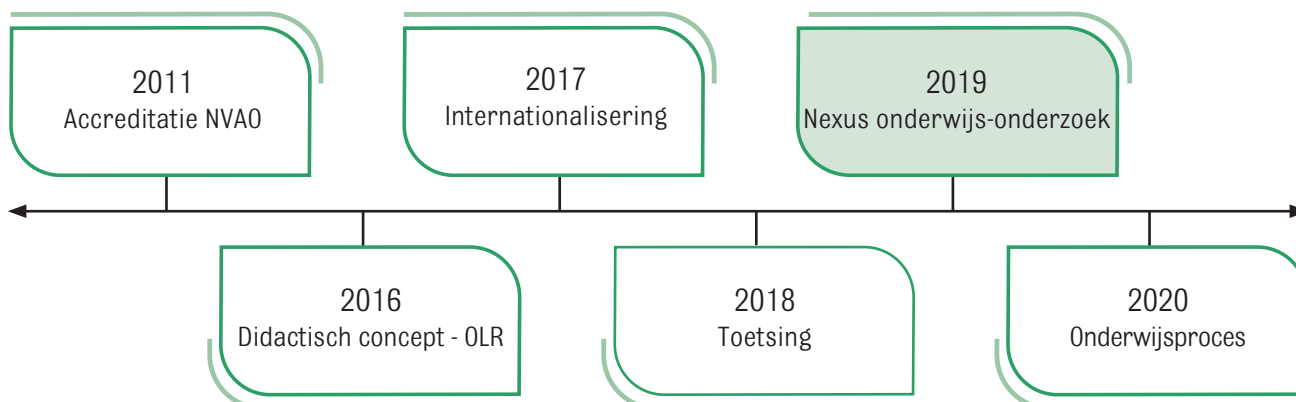 2011
Accreditatie NVAO
2017
Internationalisering
2019
Nexus onderwijs-onderzoek
2016
Didactisch concept - OLR
2018
Toetsing
2020
Onderwijsproces